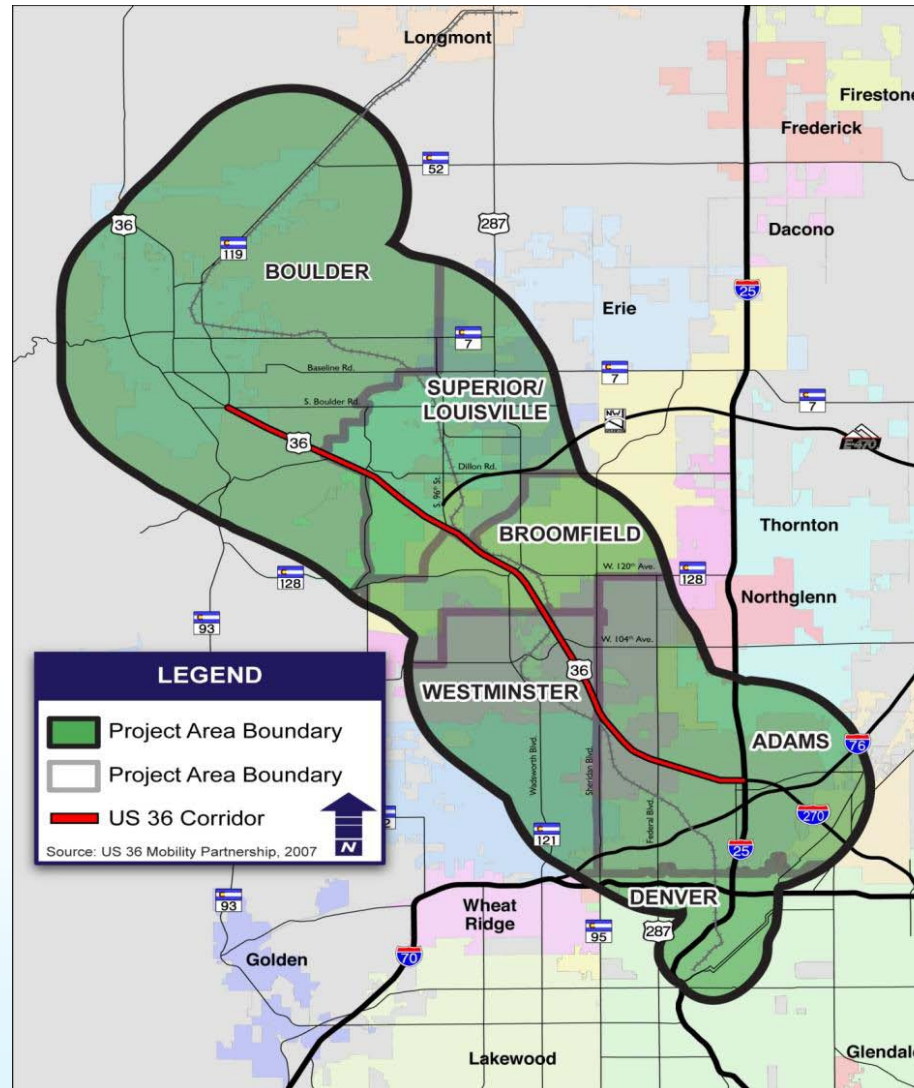 Longmont
Firestone
Frederick
52
36
287
Dacono
119
BOULDER
25
Erie
7
Baseline Rd.
7
SUPERIOR/
LOUISVILLE
7
S. Boulder Rd.
36
E-470
Dillon Rd.
S. 96th St.
Thornton
BROOMFIELD
W. 120th Ave.
128
128
Northglenn
93
W. 104th Ave.
36
WESTMINSTER
LEGEND
Project Area Boundary
Project Area Boundary
US 36 Corridor
N
Source: US 36 Mobility Partnership, 2007
ADAMS
76
Wadsworth Blvd.
Sheridan Blvd.
Federal Blvd.
270
121
25
2
DENVER
93
Wheat
Ridge
95
287
Golden
70
Lakewood
Glendale